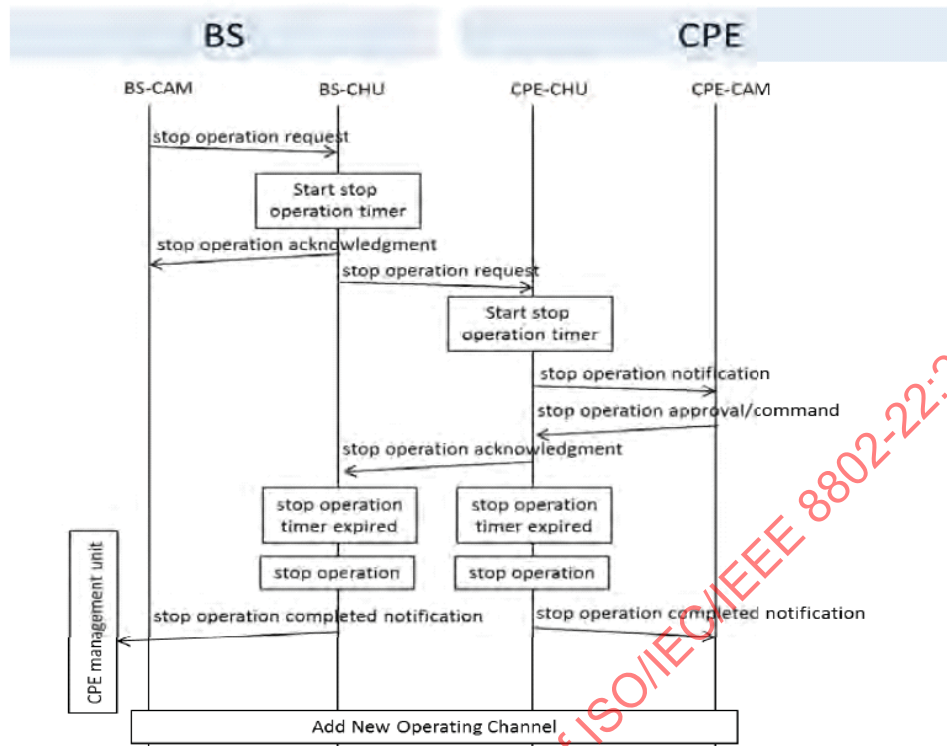 BS
CPE
BS-CAM
BS-CHU
CPE-CHU
CPE-CAM
stop operation request
Start stop
operation timer
stop operation acknowledgment
stop operation request
Start stop
operation timer
stop operation notification
stop operation approval/command
stop operation acknowledgment
stop operation
timer expired
stop operation
timer expired
stop operation
stop operation
CPE management unit
stop operation completed notification
stop operation completed notification
Add New Operating Channel
f ISO/IEC/IEEE 8802-22:2